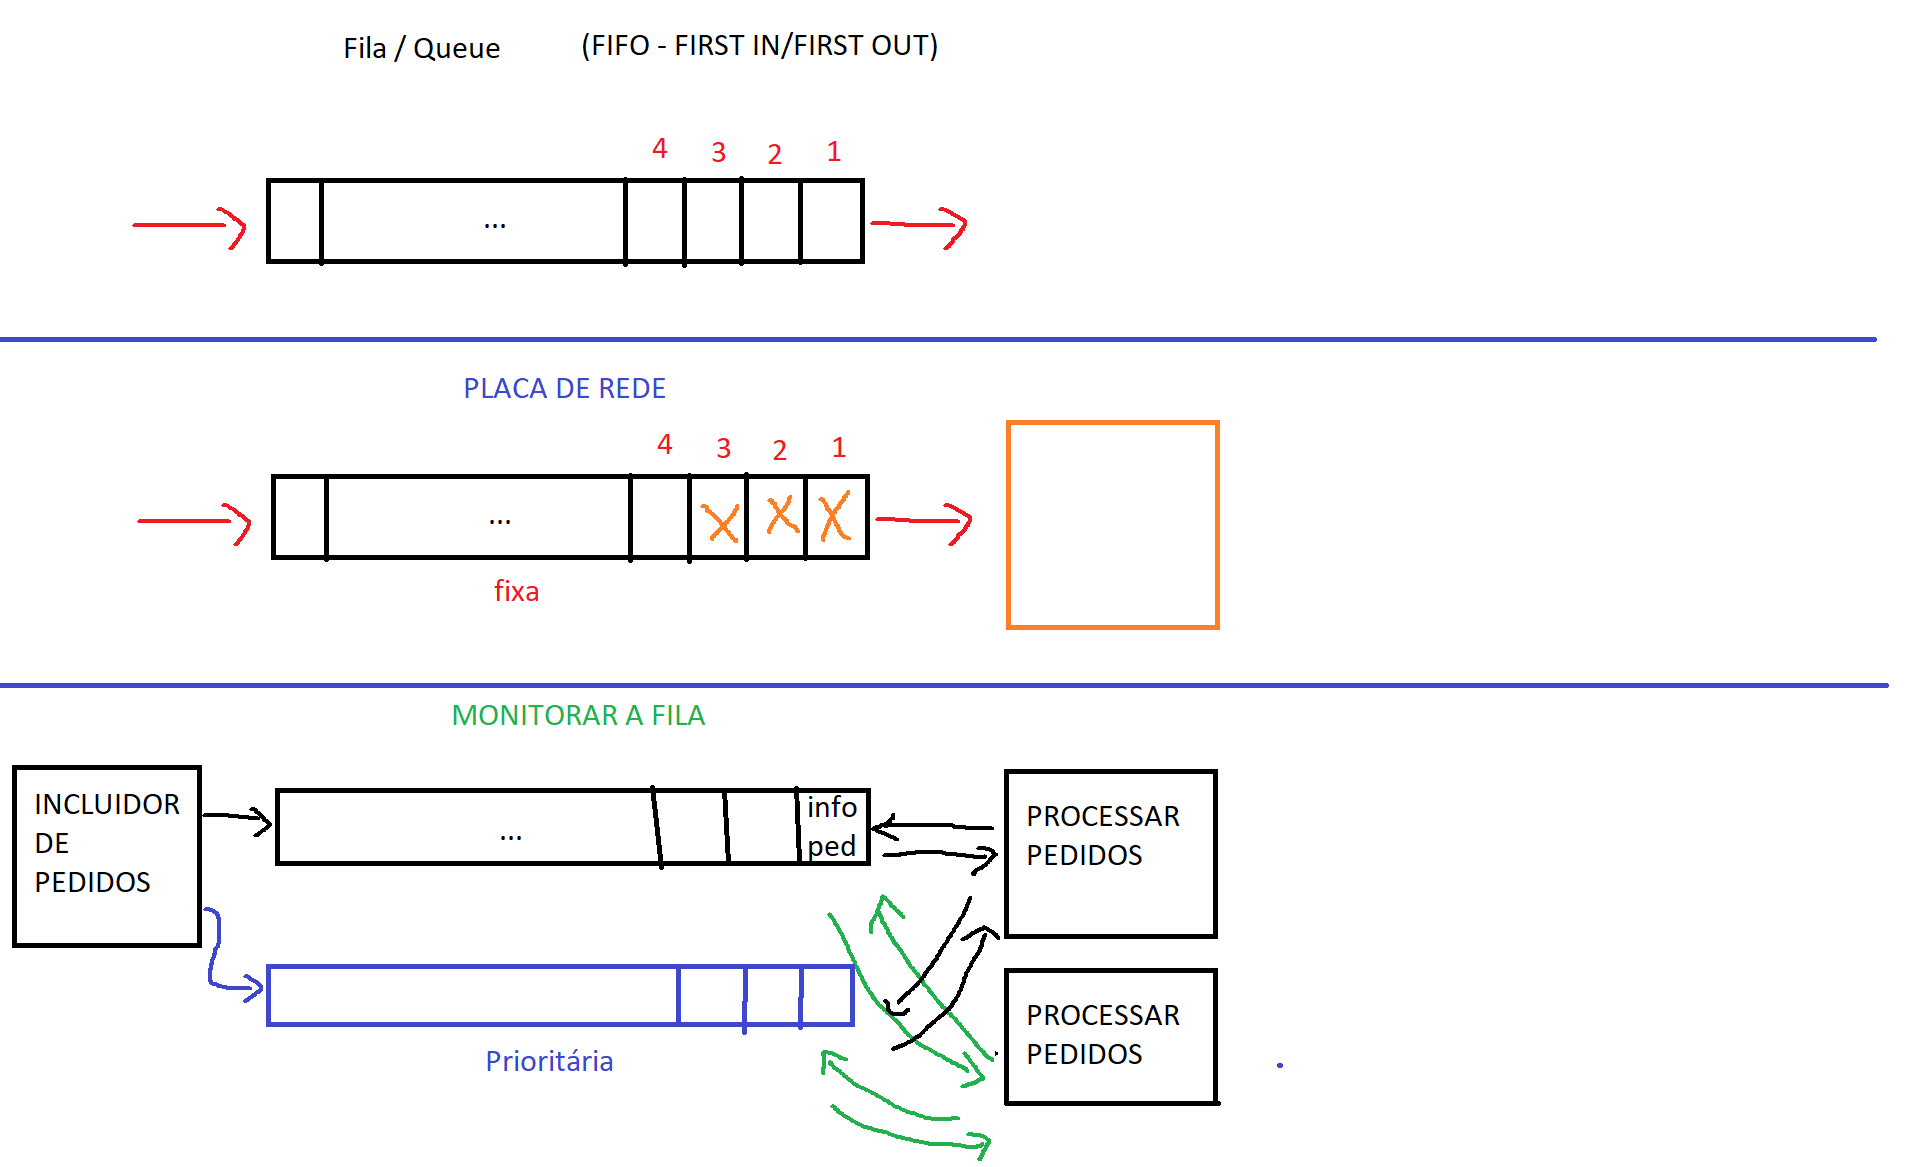 Fila / Queue (FIFO - FIRST IN/FIRST OUT)
4 3 2 1
...
PLACA DE REDE
4 3 2 1
...
X X X
fixa
MONITORAR A FILA
INCLUIDOR
DE
PEDIDOS
...
info
ped
PROCESSAR
PEDIDOS
Prioritária
PROCESSAR
PEDIDOS